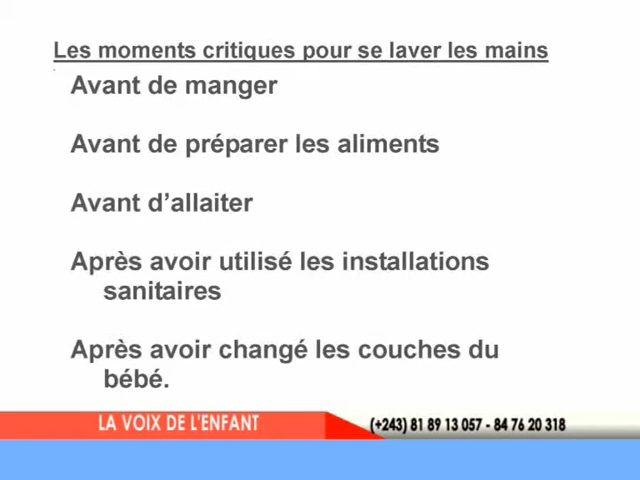 Les moments critiques pour se laver les mains
Avant de manger
Avant de préparer les aliments
Avant d’allaiter
Après avoir utilisé les installations
sanitaires
Après avoir changé les couches du
bébé.
LA VOIX DE L'ENFANT
(+243) 81 89 13 057 - 84 76 20 318